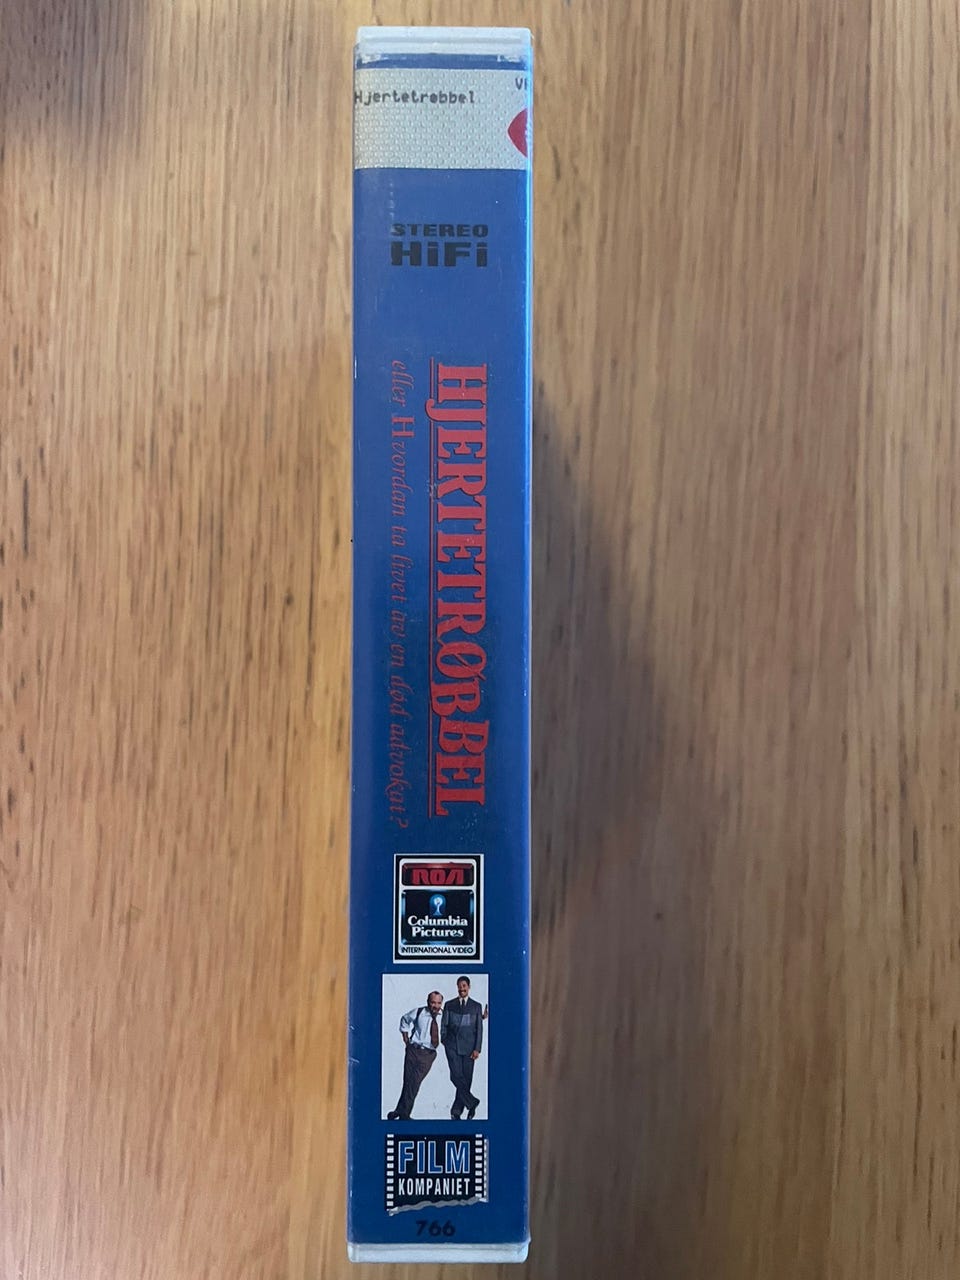 Hjertetrøbbel
STEREO
HiFi
HJERTETRØBBEL
eller Hvordan ta livet av en død advokat?
RCA
Columbia
Pictures
INTERNATIONAL VIDEO
FILM
KOMPANIET
766